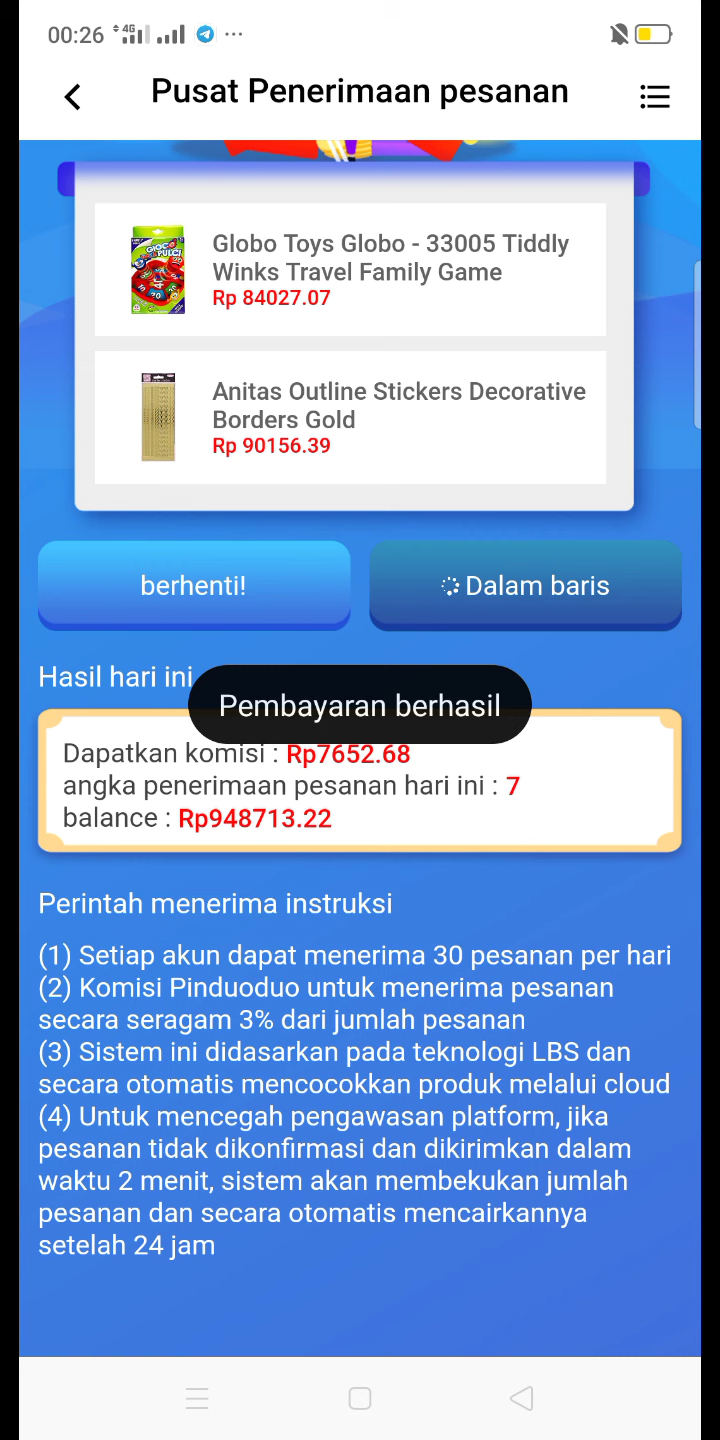 00:26
4G
Pusat Penerimaan pesanan
GIOCO
PULCI
Globo Toys Globo - 33005 Tiddly
Winks Travel Family Game
Rp 84027.07
Anitas Outline Stickers Decorative
Borders Gold
Rp 90156.39
berhenti!
Dalam baris
Hasil hari ini
Pembayaran berhasil
Dapatkan komisi : Rp7652.68
angka penerimaan pesanan hari ini : 7
balance : Rp948713.22
Perintah menerima instruksi
(1) Setiap akun dapat menerima 30 pesanan per hari
(2) Komisi Pinduoduo untuk menerima pesanan
secara seragam 3% dari jumlah pesanan
(3) Sistem ini didasarkan pada teknologi LBS dan
secara otomatis mencocokkan produk melalui cloud
(4) Untuk mencegah pengawasan platform, jika
pesanan tidak dikonfirmasi dan dikirimkan dalam
waktu 2 menit, sistem akan membekukan jumlah
pesanan dan secara otomatis mencairkannya
setelah 24 jam